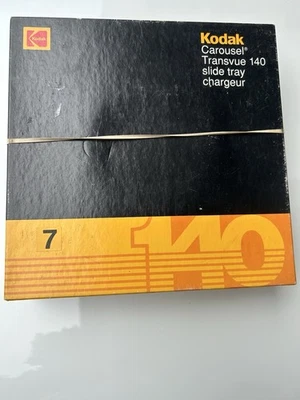 Kodak
Kodak
Carousel®
Transvue 140
slide tray
chargeur
7
140